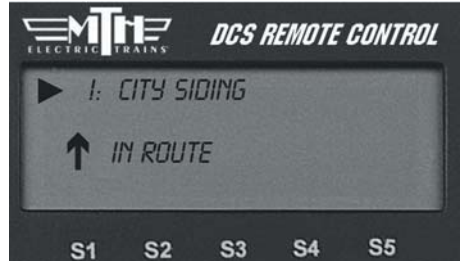 MTH
ELECTRIC TRAINS
DCS REMOTE CONTROL
1: CITY SIDING
IN ROUTE
S1 S2 S3 S4 S5